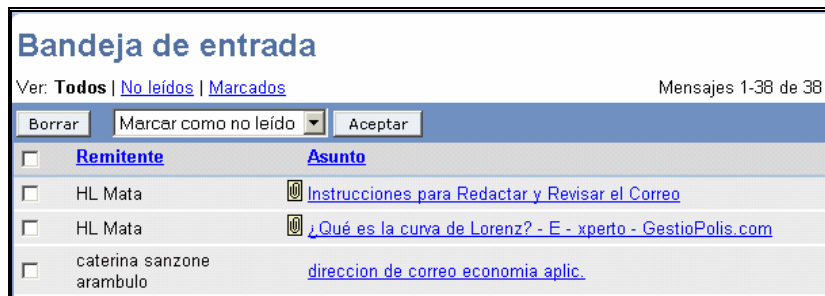 Bandeja de entrada
Ver: Todos | No leídos | Marcados Mensajes 1-38 de 38
Borrar Marcar como no leído Aceptar
Remitente Asunto
HL Mata Instrucciones para Redactar y Revisar el Correo
HL Mata ¿Qué es la curva de Lorenz? - E - xperto - GestioPolis.com
caterina sanzone
arambulo direccion de correo economia aplic.